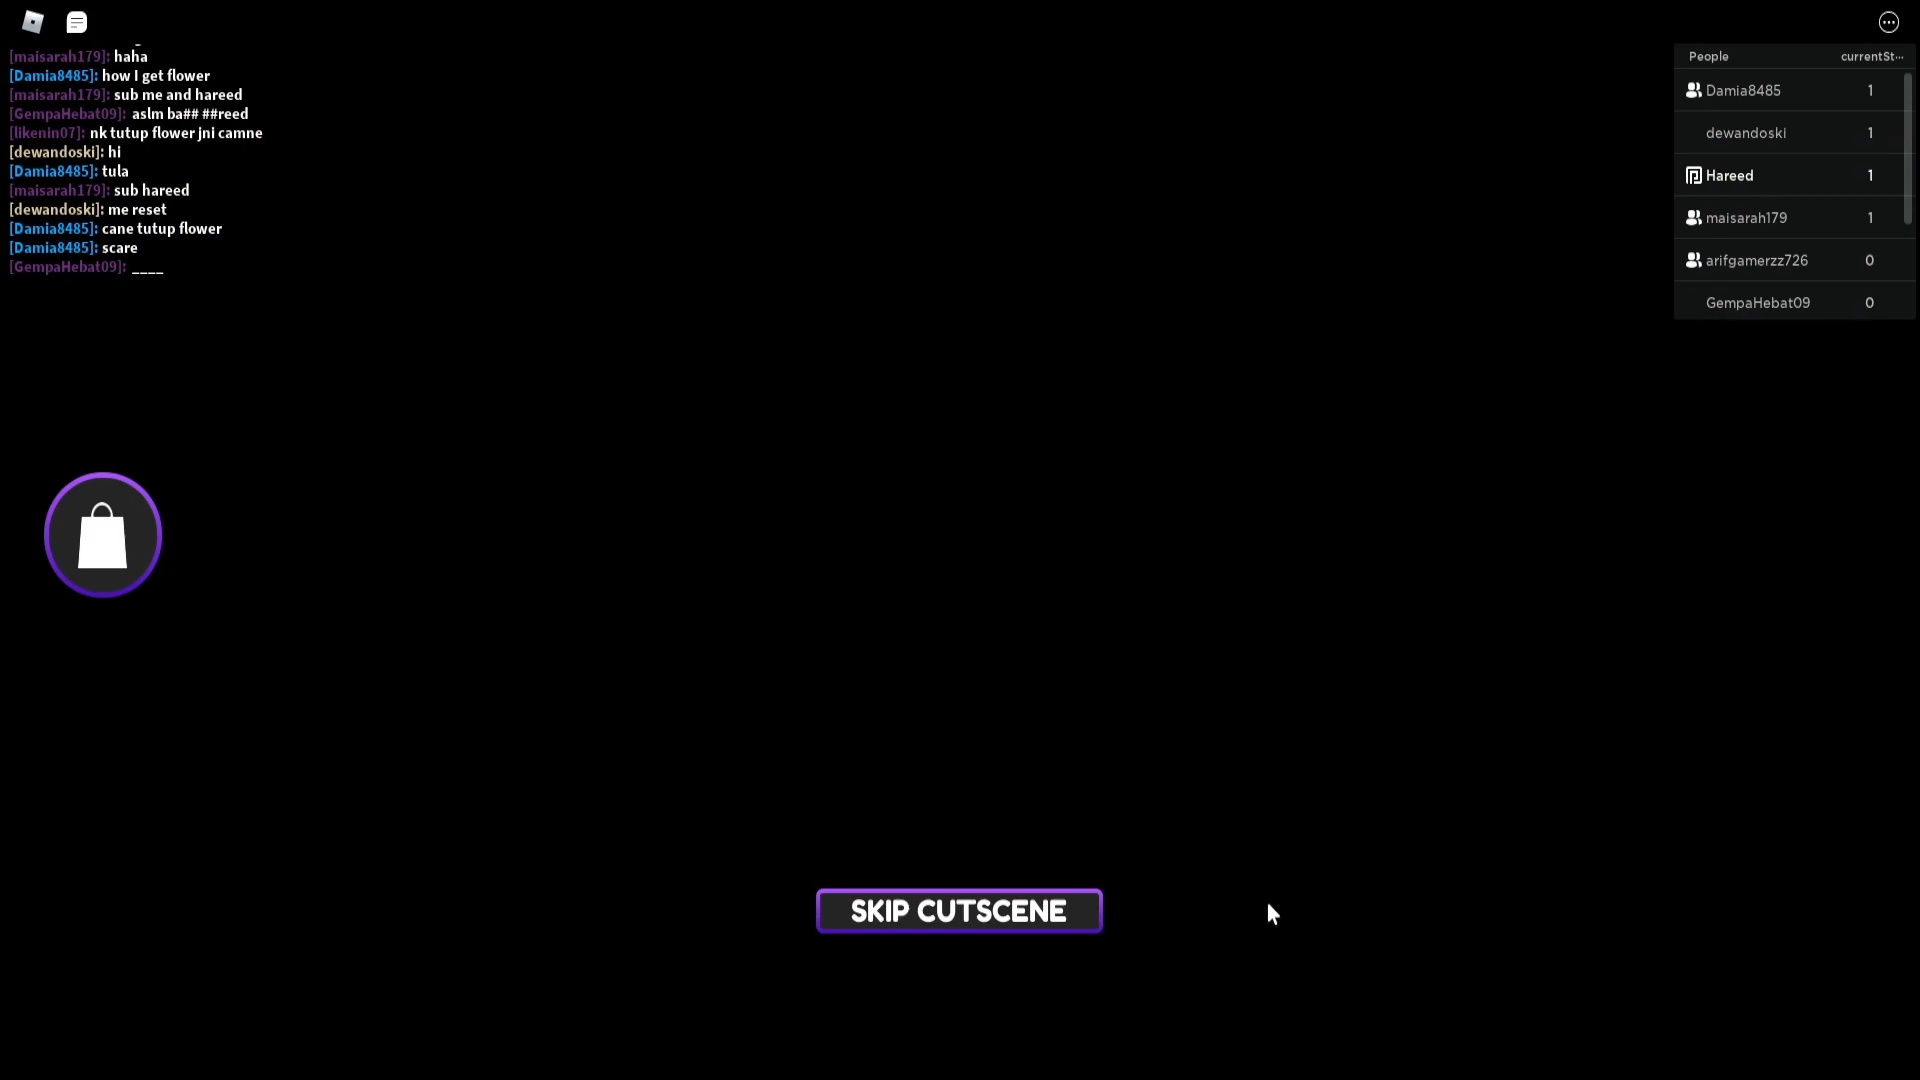 [maisarah179]: haha
[Damia8485]: how I get flower
[maisarah179]: sub me and hareed
[GempaHebat09]: aslm ba## ##reed
[likenin07]: nk tutup flower jni camne
[dewandoski]: hi
[Damia8485]: tula
[maisarah179]: sub hareed
[dewandoski]: me reset
[Damia8485]: cane tutup flower
[Damia8485]: scare
[GempaHebat09]: ____
People currentSt...
Damia8485 1
dewandoski 1
Hareed 1
maisarah179 1
arifgamerzz726 0
GempaHebat09 0
SKIP CUTSCENE